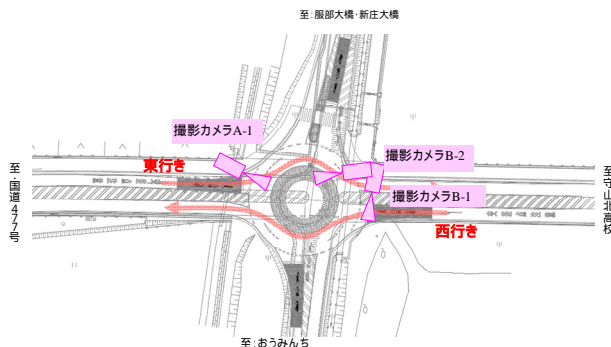 至:服部大橋・新庄大橋
撮影カメラA-1
撮影カメラB-2
東行き
至・国道477号
至守山北高校
撮影カメラB-1
西行き
至:おうみんち